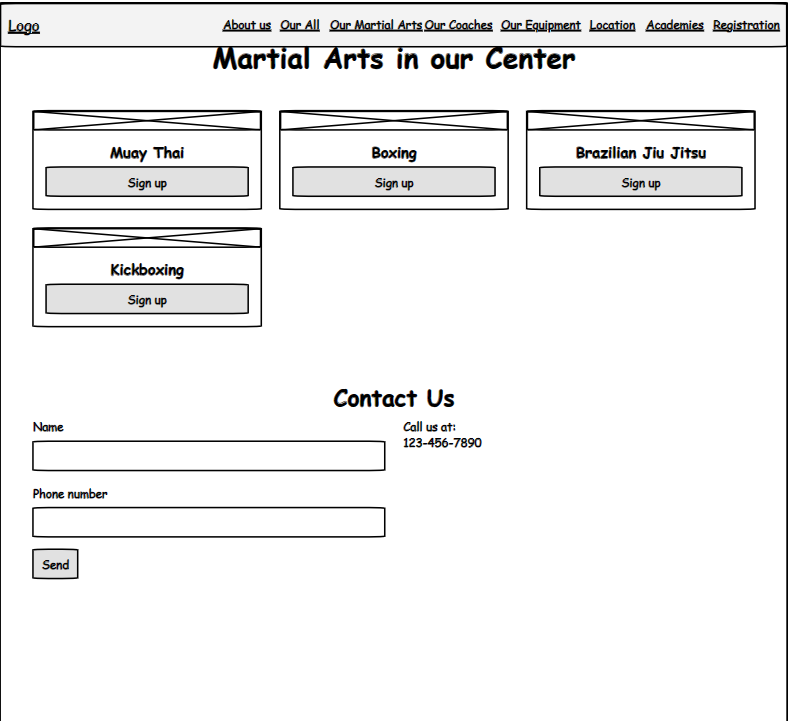 Logo About us Our All Our Martial Arts Our Coaches Our Equipment Location Academies Registration
Martial Arts in our Center
Muay Thai Boxing Brazilian Jiu Jitsu
Sign up Sign up Sign up
Kickboxing
Sign up
Contact Us
Name Call us at:
123-456-7890
Phone number
Send